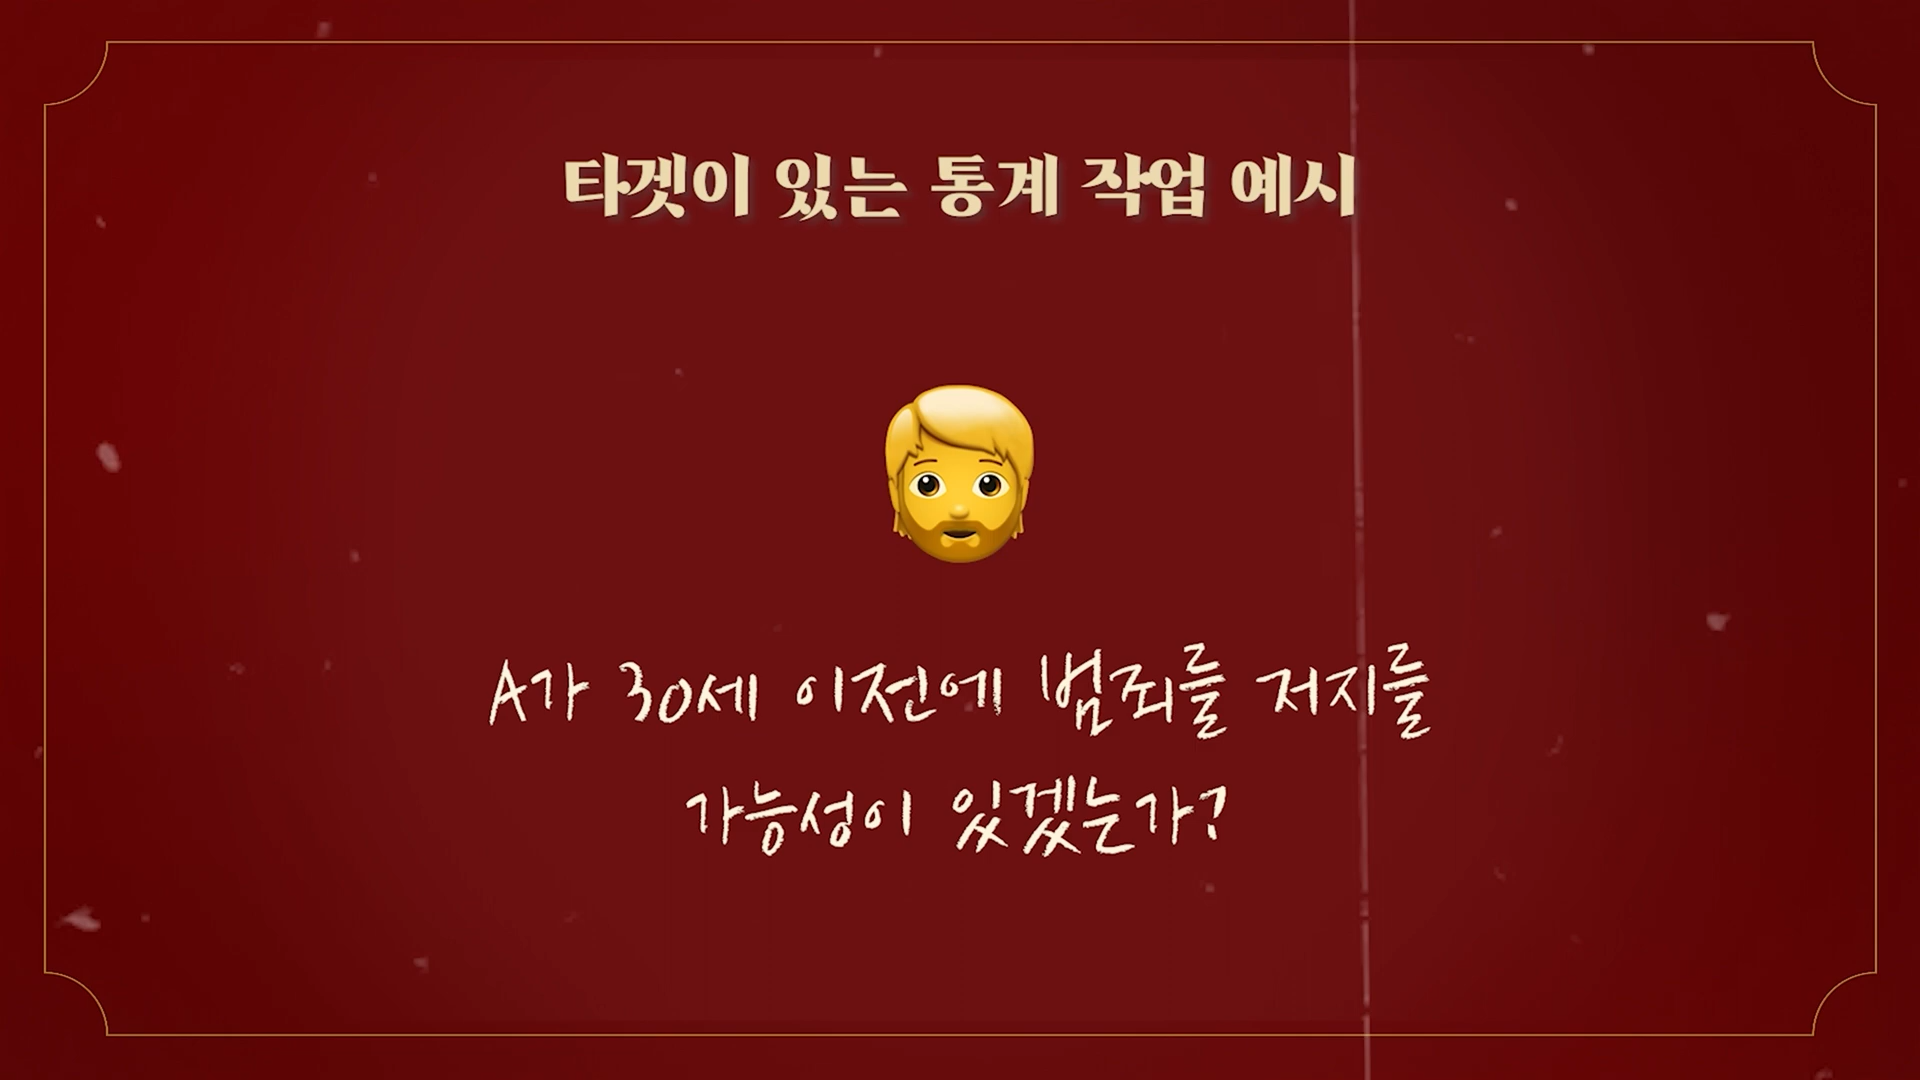 타겟이 있는 통계 작업 예시
A가 30세 이전에 범죄를 저지를
가능성이 있겠는가?